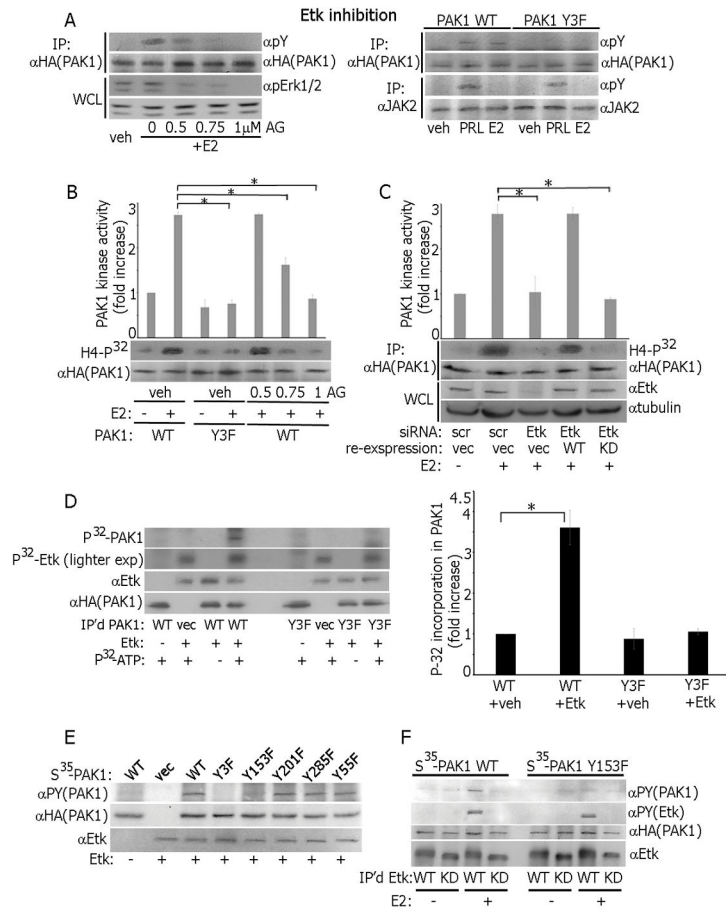 Etk inhibition
A
IP:
αHA(PAK1)
αpY
αHA(PAK1)
αpErk1/2
WCL
veh
0 0.5 0.75 1μM AG
+E2
PAK1 WT PAK1 Y3F
IP:
αHA(PAK1)
αpY
αHA(PAK1)
IP:
αJAK2
αpY
αJAK2
veh PRL E2 veh PRL E2
B
PAK1 kinase activity
(fold increase)
3
2
1
0
* * *
H4-P32
αHA(PAK1)
veh veh 0.5 0.75 1 AG
E2: - + - + + + +
PAK1: WT Y3F WT
C
PAK1 kinase activity
(fold increase)
3
2
1
0
* *
IP:
αHA(PAK1)
H4-P32
αHA(PAK1)
WCL
αEtk
αtubulin
siRNA: scr scr Etk Etk Etk
re-exspression: vec vec vec WT KD
E2: - + + + +
D
P32-PAK1
P32-Etk (lighter exp)
αEtk
αHA(PAK1)
IP'd PAK1: WT vec WT WT Y3F vec Y3F Y3F
Etk: - + + + - + + +
P32-ATP: + + - + + + - +
P-32 incorporation in PAK1
(fold increase)
4.5
4
3
2
1
0
*
WT +veh
WT +Etk
Y3F +veh
Y3F +Etk
E
S35-PAK1: WT vec WT Y3F Y153F Y201F Y285F Y55F
αPY(PAK1)
αHA(PAK1)
αEtk
Etk: - + + + + + + +
F
S35-PAK1 WT S35-PAK1 Y153F
αPY(PAK1)
αPY(Etk)
αHA(PAK1)
αEtk
IP'd Etk: WT KD WT KD WT KD WT KD
E2: - + - +